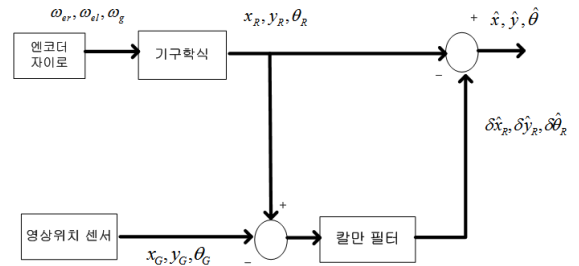 ω_er, ω_el, ω_g
x_R, y_R, θ_R
+
x̂, ŷ, θ̂
엔코더
자이로
기구학식
−
δx̂_R, δŷ_R, δθ̂_R
+
영상위치 센서
칼만 필터
x_G, y_G, θ_G
−